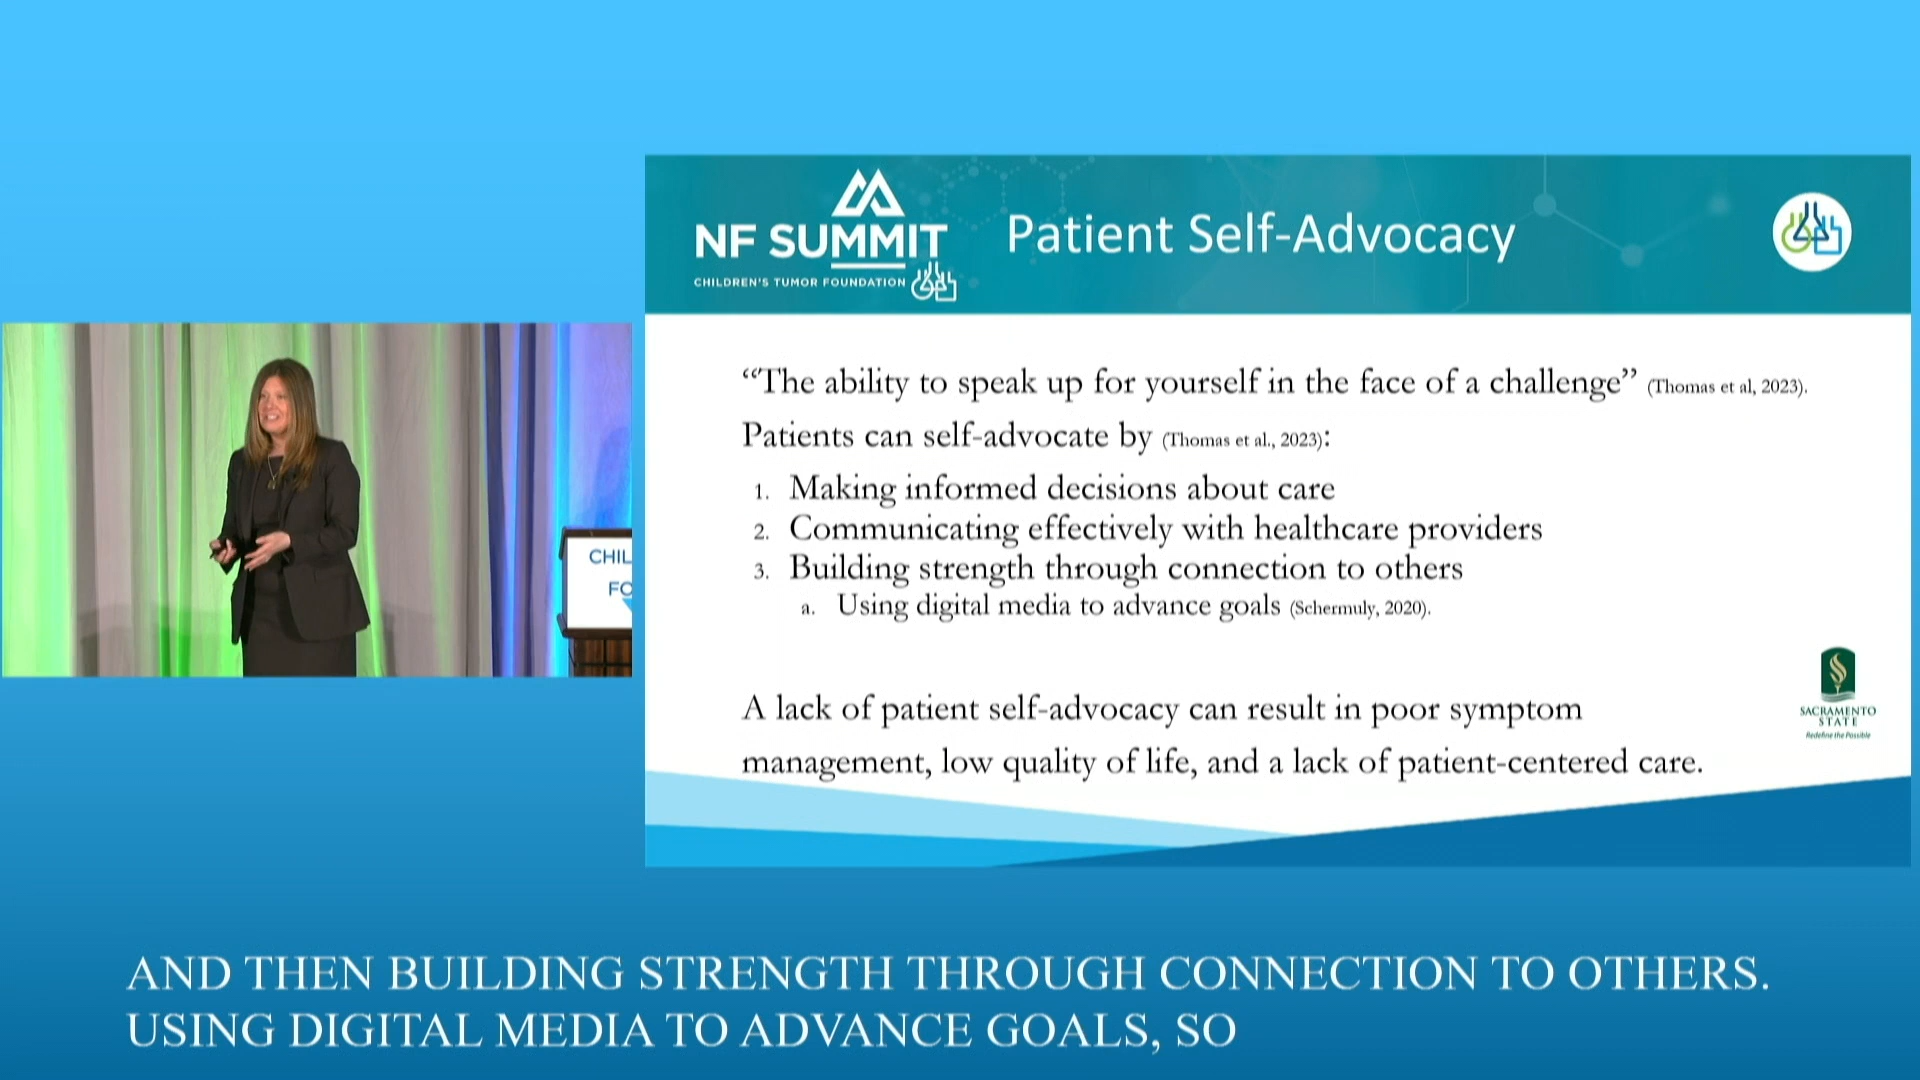 NF SUMMIT
CHILDREN'S TUMOR FOUNDATION
Patient Self-Advocacy
“The ability to speak up for yourself in the face of a challenge” (Thomas et al, 2023).
Patients can self-advocate by (Thomas et al., 2023):
1. Making informed decisions about care
2. Communicating effectively with healthcare providers
3. Building strength through connection to others
a. Using digital media to advance goals (Schermuly, 2020).
A lack of patient self-advocacy can result in poor symptom
management, low quality of life, and a lack of patient-centered care.
SACRAMENTO
STATE
Redefine the Possible
CHIL
FO
AND THEN BUILDING STRENGTH THROUGH CONNECTION TO OTHERS.
USING DIGITAL MEDIA TO ADVANCE GOALS, SO